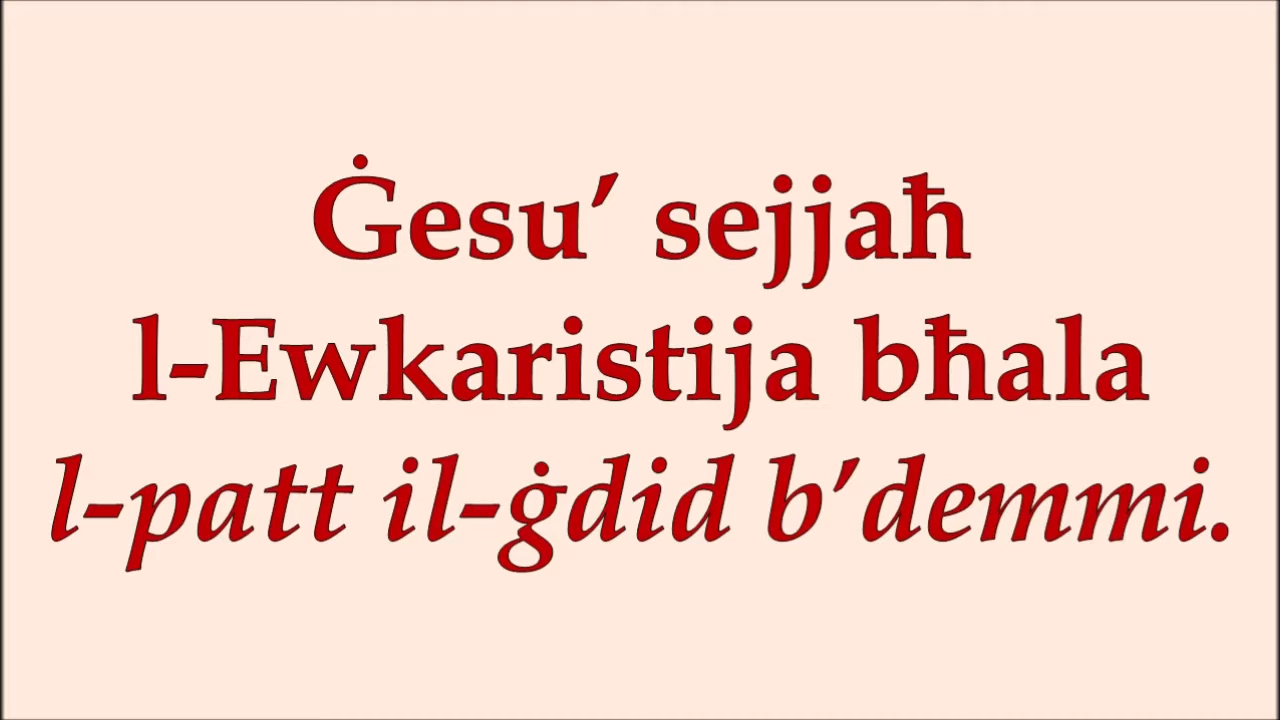 Ġesu’ sejjaħ
l-Ewkaristija bħala
l-patt il-ġdid b’demmi.